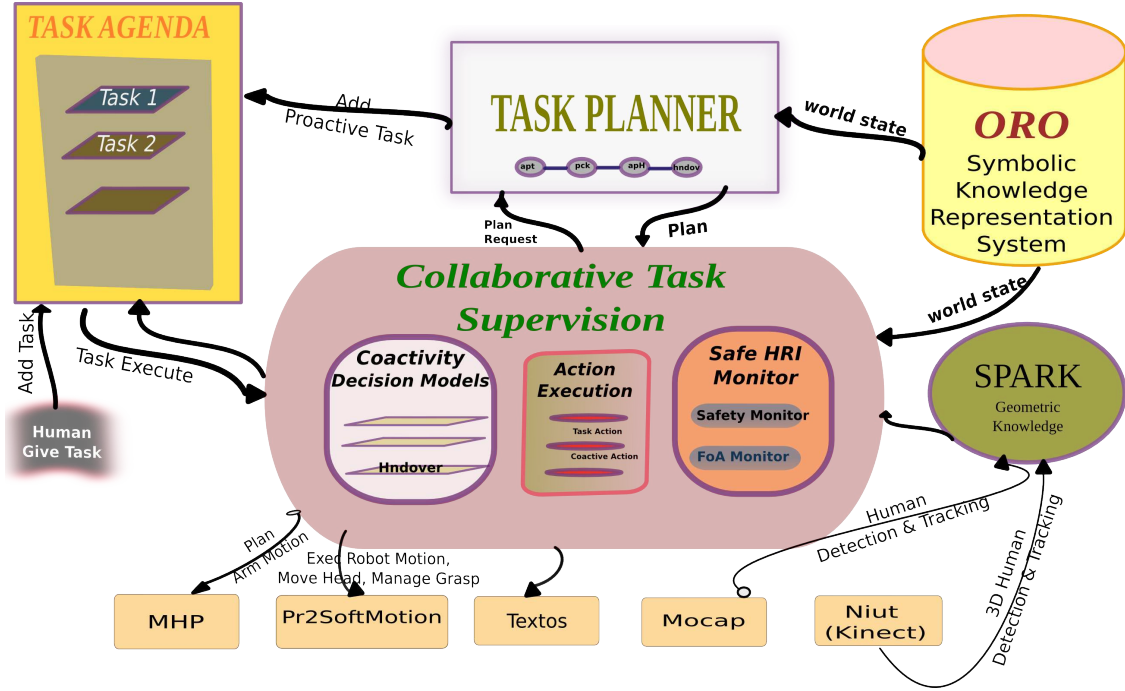 TASK AGENDA
Task 1
Task 2
Add
Proactive Task
TASK PLANNER
apt
pck
apH
hndov
world state
ORO
Symbolic
Knowledge
Representation
System
Plan
Request
Plan
world state
Collaborative Task
Supervision
Coactivity
Decision Models
Hndover
Action
Execution
Task Action
Coactive Action
Safe HRI
Monitor
Safety Monitor
FoA Monitor
SPARK
Geometric
Knowledge
Add Task
Task Execute
Human
Give Task
Plan
Arm Motion
Exec Robot Motion,
Move Head, Manage Grasp
Human
Detection & Tracking
3D Human
Detection & Tracking
MHP
Pr2SoftMotion
Textos
Mocap
Niut
(Kinect)